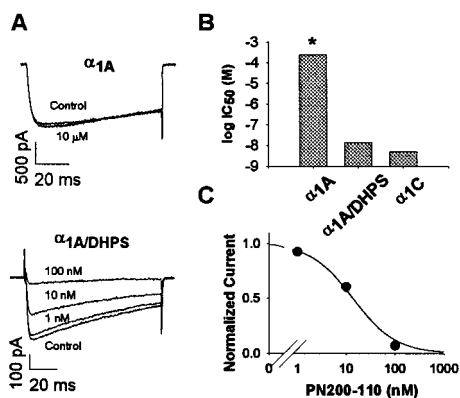 A
α1A
Control
10 μM
500 pA
20 ms
α1A/DHPS
100 nM
10 nM
1 nM
Control
100 pA
20 ms
B
log IC50 (M)
-3
-4
-5
-6
-7
-8
-9
*
α1A
α1A/DHPS
α1C
C
Normalized Current
1.0
0.5
0.0
0 1 10 100 1000
PN200-110 (nM)